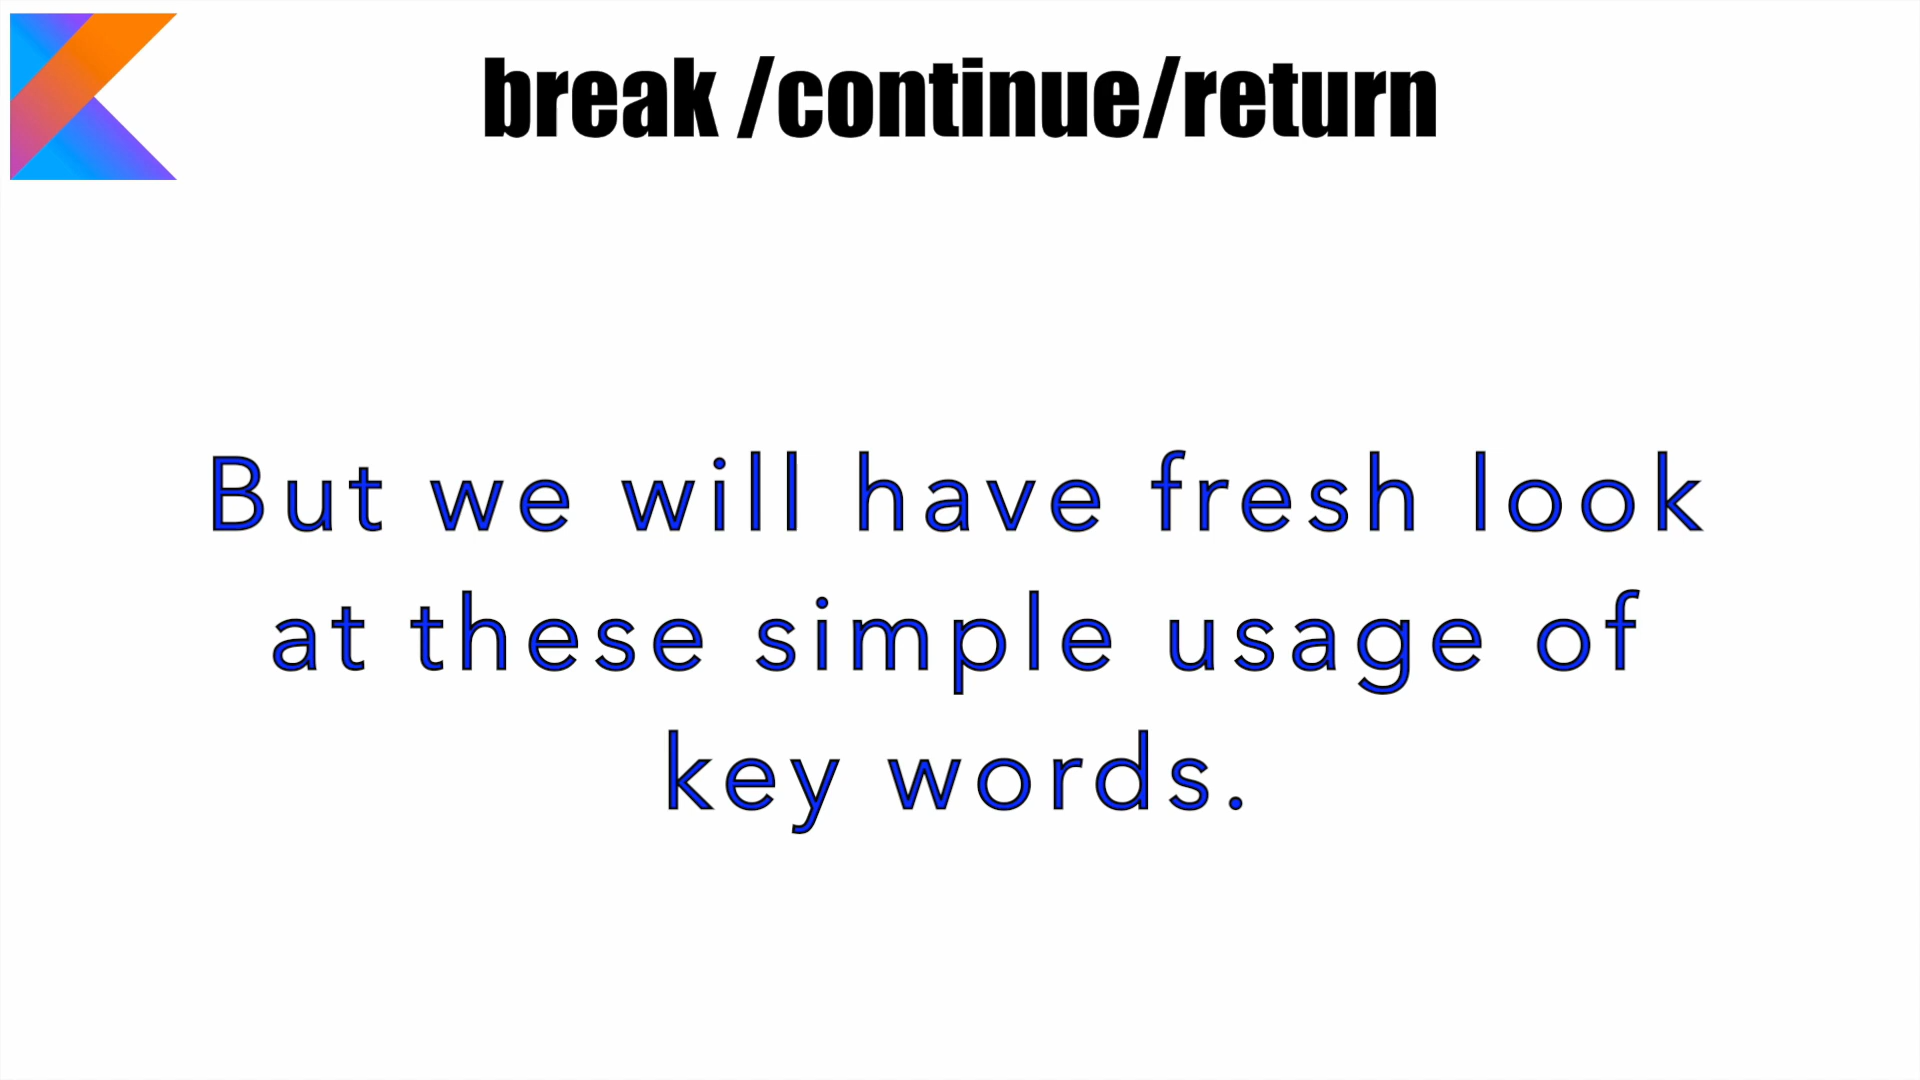 break /continue/return
But we will have fresh look
at these simple usage of
key words.